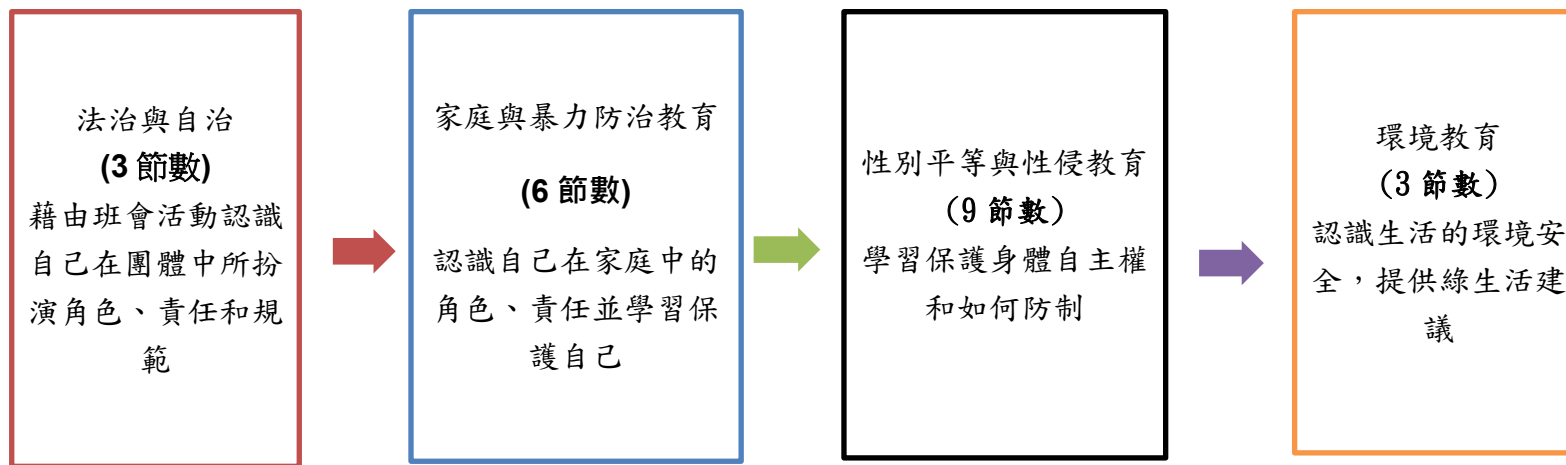 法治與自治
(3 節數)
藉由班會活動認識
自己在團體中所扮
演角色、責任和規
範
家庭與暴力防治教育
(6 節數)
認識自己在家庭中的
角色、責任並學習保
護自己
性別平等與性侵教育
(9 節數)
學習保護身體自主權
和如何防制
環境教育
(3 節數)
認識生活的環境安
全，提供綠生活建
議